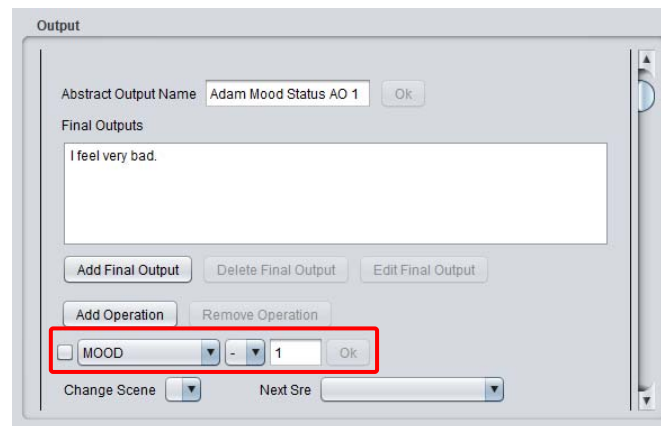 Output
Abstract Output Name Adam Mood Status AO 1 Ok
Final Outputs
I feel very bad.
Add Final Output Delete Final Output Edit Final Output
Add Operation Remove Operation
MOOD - 1 Ok
Change Scene Next Sre